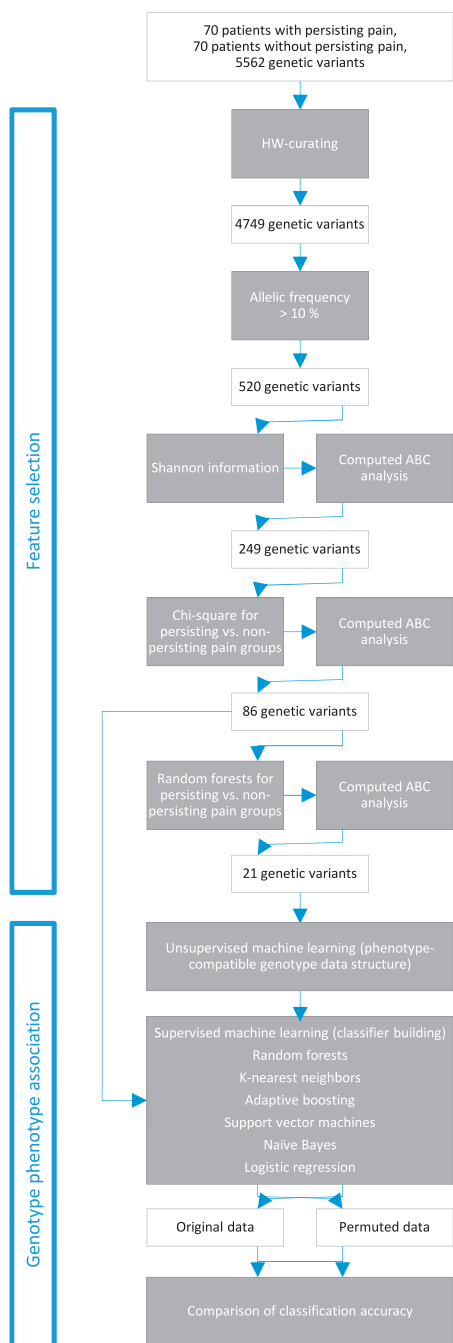 70 patients with persisting pain,
70 patients without persisting pain,
5562 genetic variants
Feature selection
HW-curating
4749 genetic variants
Allelic frequency
> 10 %
520 genetic variants
Shannon information
Computed ABC
analysis
249 genetic variants
Chi-square for
persisting vs. non-
persisting pain groups
Computed ABC
analysis
86 genetic variants
Random forests for
persisting vs. non-
persisting pain groups
Computed ABC
analysis
21 genetic variants
Genotype phenotype association
Unsupervised machine learning (phenotype-
compatible genotype data structure)
Supervised machine learning (classifier building)
Random forests
K-nearest neighbors
Adaptive boosting
Support vector machines
Naïve Bayes
Logistic regression
Original data
Permuted data
Comparison of classification accuracy